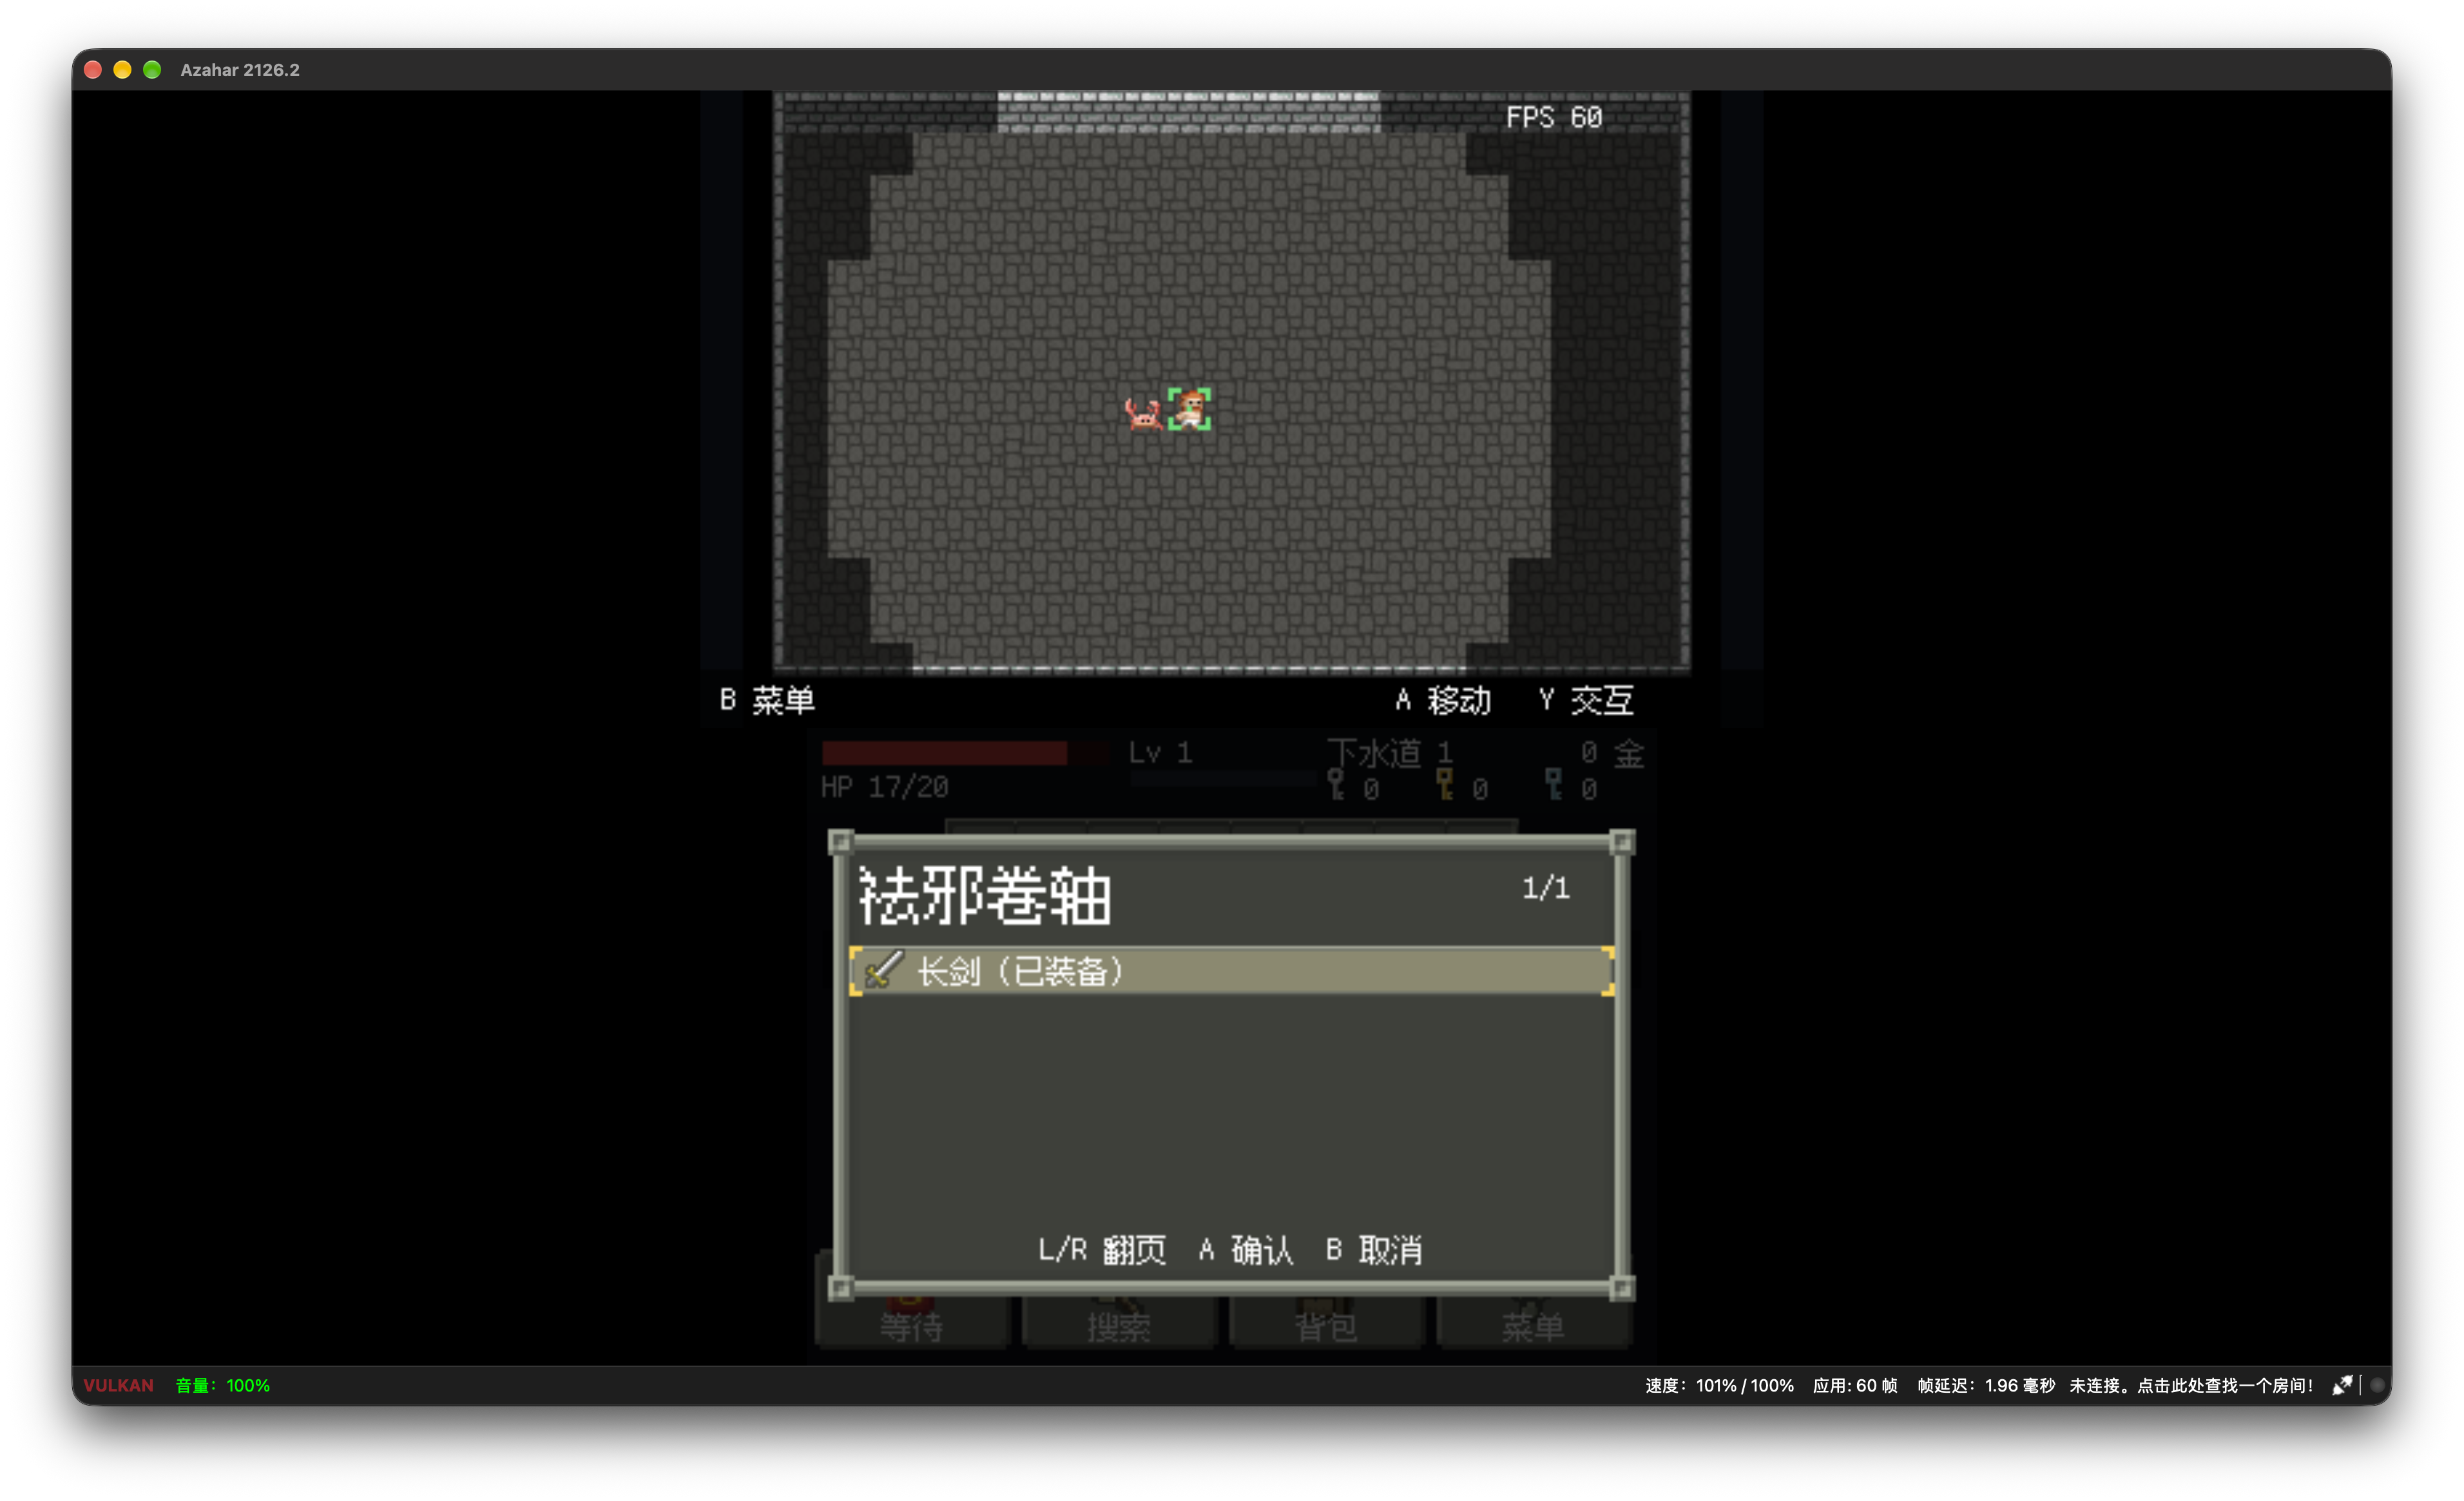 Azahar 2126.2
FPS 60
B 菜单
A 移动
Y 交互
Lv 1
下水道 1
0 金
HP 17/20
0
0
0
祛邪卷轴
1/1
长剑（已装备）
L/R 翻页 A 确认 B 取消
等待
搜索
背包
菜单
VULKAN
音量：100%
速度：101% / 100%
应用: 60 帧
帧延迟：1.96 毫秒
未连接。点击此处查找一个房间！